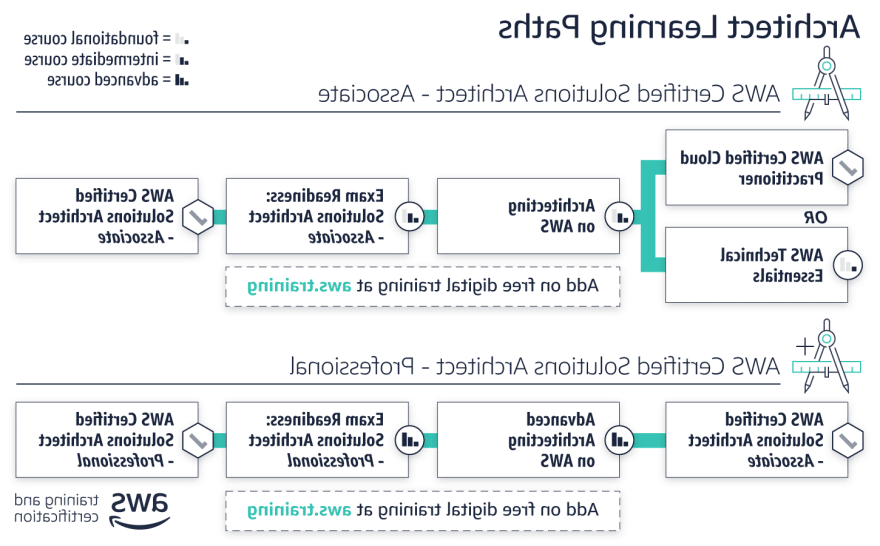 Architect Learning Paths
= foundational course
= intermediate course
= advanced course
AWS Certified Solutions Architect - Associate
AWS Certified Cloud
Practitioner
OR
AWS Technical
Essentials
Architecting
on AWS
Exam Readiness:
Solutions Architect
- Associate
AWS Certified
Solutions Architect
- Associate
Add on free digital training at aws.training
AWS Certified Solutions Architect - Professional
AWS Certified
Solutions Architect
- Associate
Advanced
Architecting
on AWS
Exam Readiness:
Solutions Architect
- Professional
AWS Certified
Solutions Architect
- Professional
Add on free digital training at aws.training
aws
training and
certification